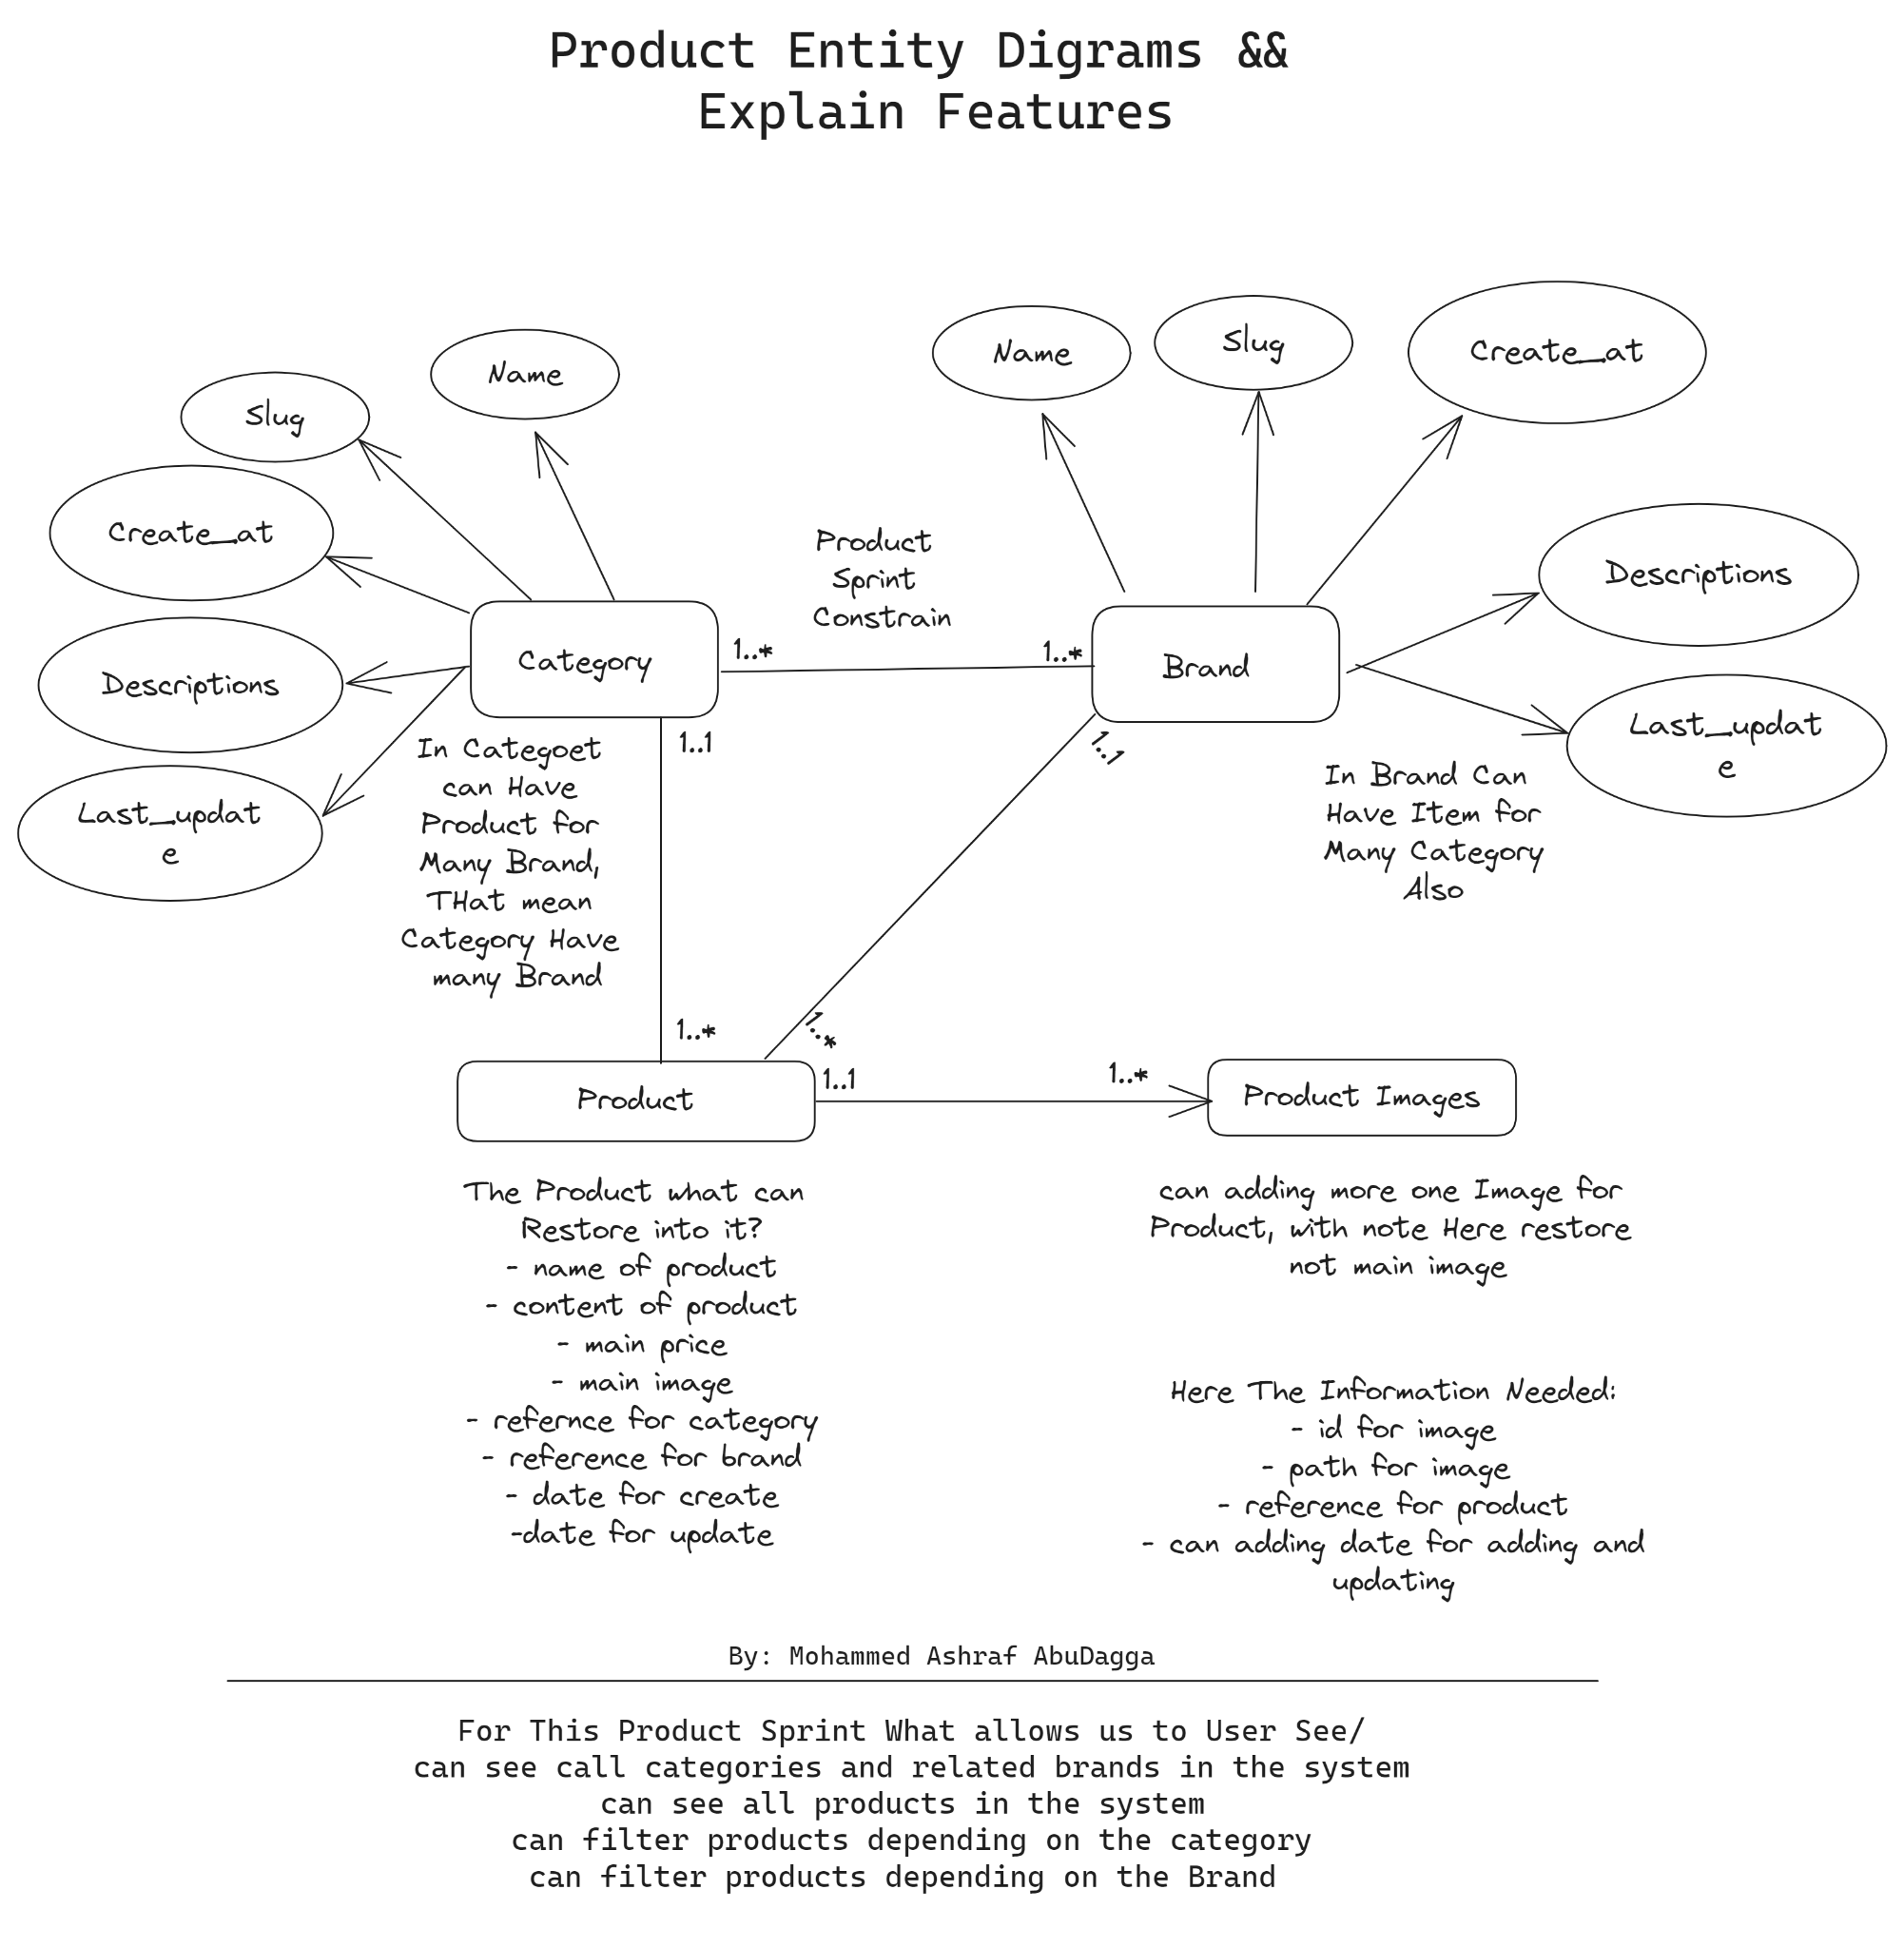 Product Entity Digrams &&
Explain Features
Name
Slug
Create_at
Descriptions
Last_updat
e
Category
Name
Slug
Create_at
Descriptions
Last_updat
e
Brand
Product
Sprint
Constrain
1..*
1..*
1..1
1..1
In Categoet
can Have
Product for
Many Brand,
THat mean
Category Have
many Brand
In Brand Can
Have Item for
Many Category
Also
1..*
1..*
1..1
1..*
Product
Product Images
The Product what can
Restore into it?
- name of product
- content of product
- main price
- main image
- refernce for category
- reference for brand
- date for create
-date for update
can adding more one Image for
Product, with note Here restore
not main image
Here The Information Needed:
- id for image
- path for image
- reference for product
- can adding date for adding and
updating
By: Mohammed Ashraf AbuDagga
For This Product Sprint What allows us to User See/
can see call categories and related brands in the system
can see all products in the system
can filter products depending on the category
can filter products depending on the Brand